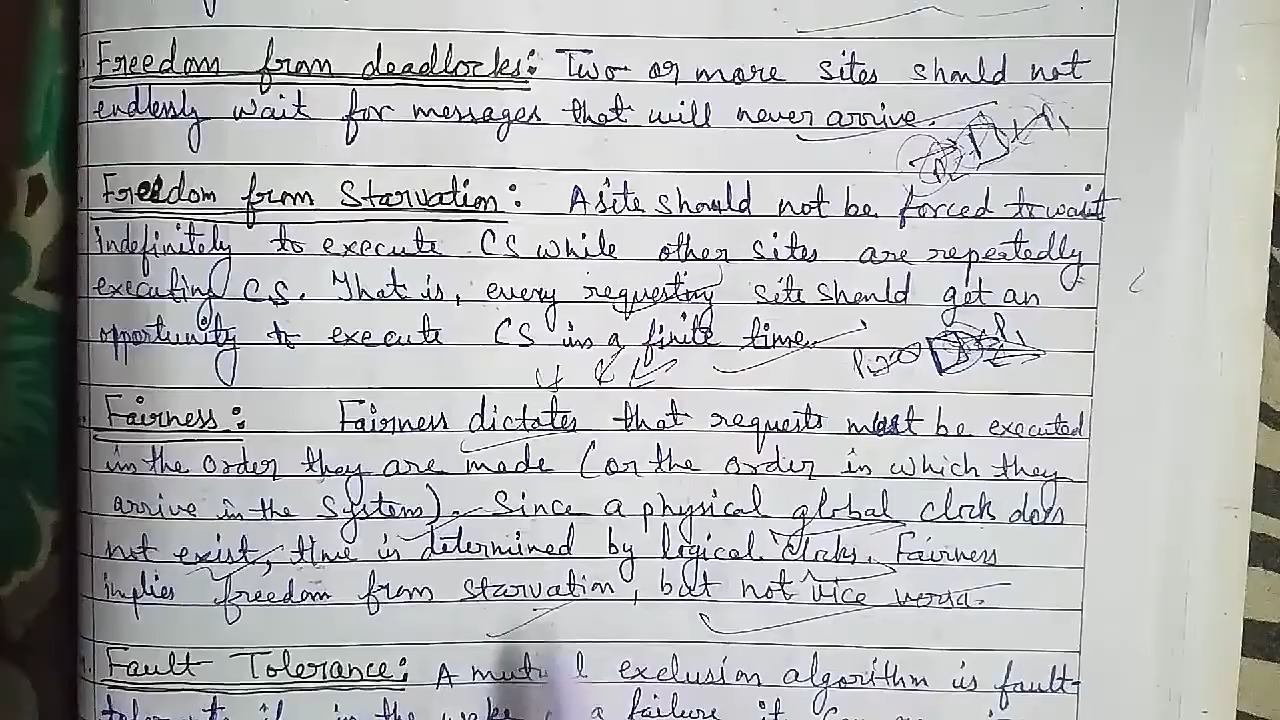 Freedom from deadlocks: Two or more sites should not
endlessly wait for messages that will never arrive.
Freedom from Starvation: A site should not be forced to wait
indefinitely to execute CS while other sites are repeatedly
executing C.S. That is, every requesting site should get an
opportunity to execute CS in a finite time.
Fairness: Fairness dictates that requests must be executed
in the order they are made (or the order in which they
arrive in the system). Since a physical global clock does
not exist, time is determined by logical clocks. Fairness
implies freedom from starvation, but not vice versa.
Fault Tolerance: A exclusion algorithm is fault-
in the a failure it